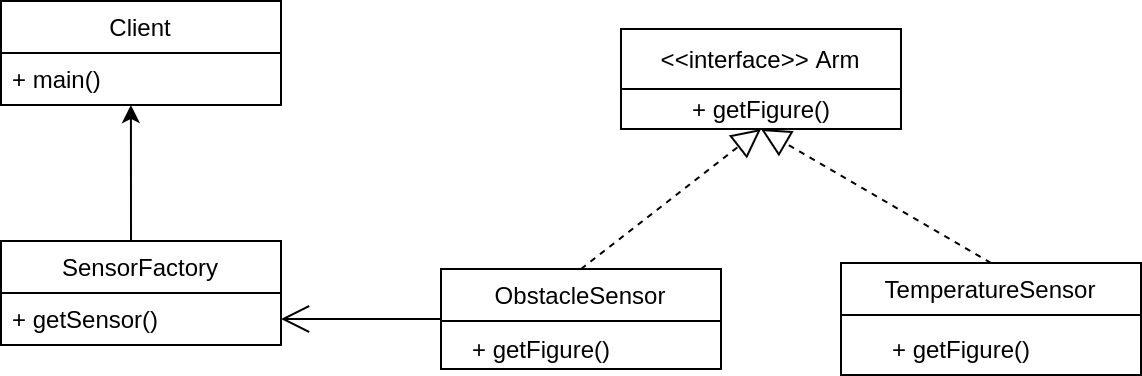 Client
+ main()
<<interface>> Arm
+ getFigure()
SensorFactory
+ getSensor()
ObstacleSensor
+ getFigure()
TemperatureSensor
+ getFigure()